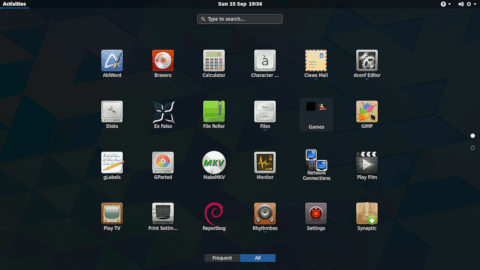 Activities
Sun 15 Sep 19:34
Type to search...
AbiWord
Brasero
Calculator
Character ...
Claws Mail
dconf Editor
Disks
Ex Falso
File Roller
Files
Games
GIMP
gLabels
GParted
MakeMKV
MKV
Monitor
Network
Connections
Play Film
Play TV
Print Settin...
Reportbug
Rhythmbox
Settings
Synaptic
Frequent
All